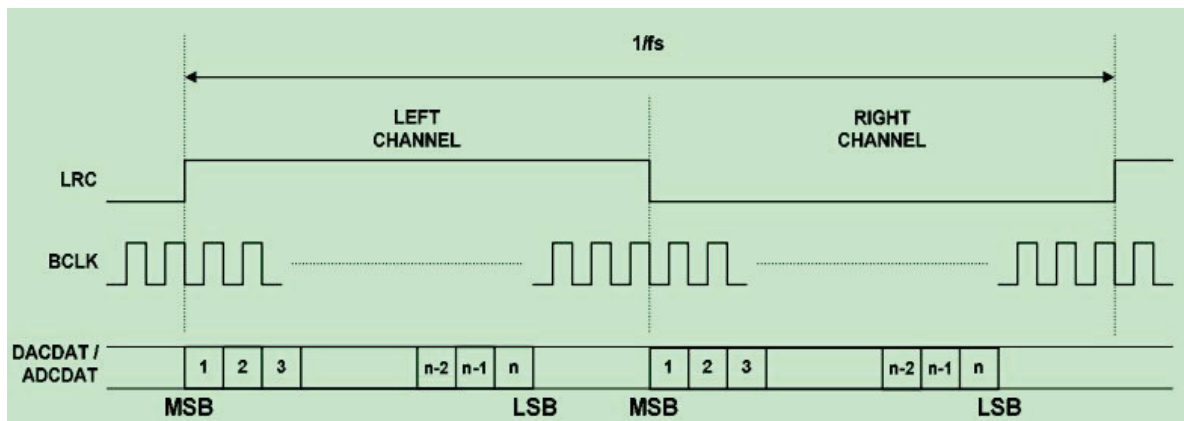 1/fs
LEFT
CHANNEL
RIGHT
CHANNEL
LRC
BCLK
DACDAT /
ADCDAT
1 2 3 n-2 n-1 n 1 2 3 n-2 n-1 n
MSB LSB MSB LSB